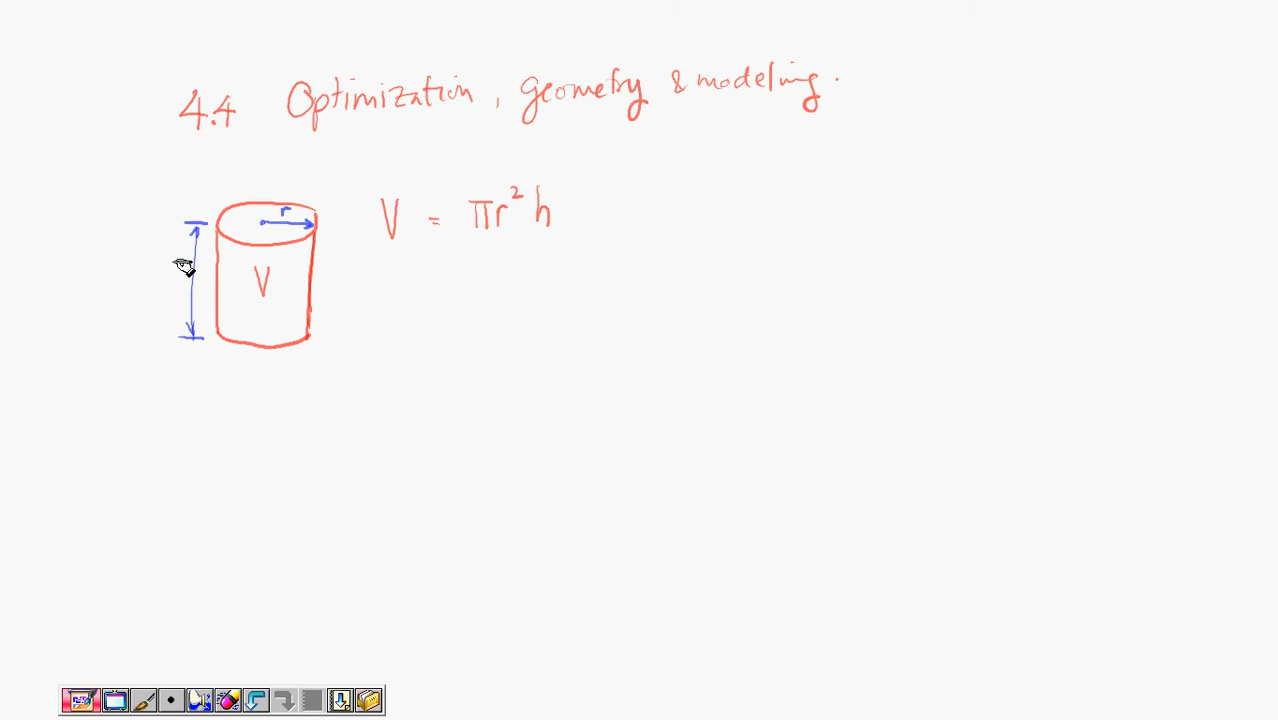 4.4 Optimization, geometry & modeling.
r
V = πr²h
V